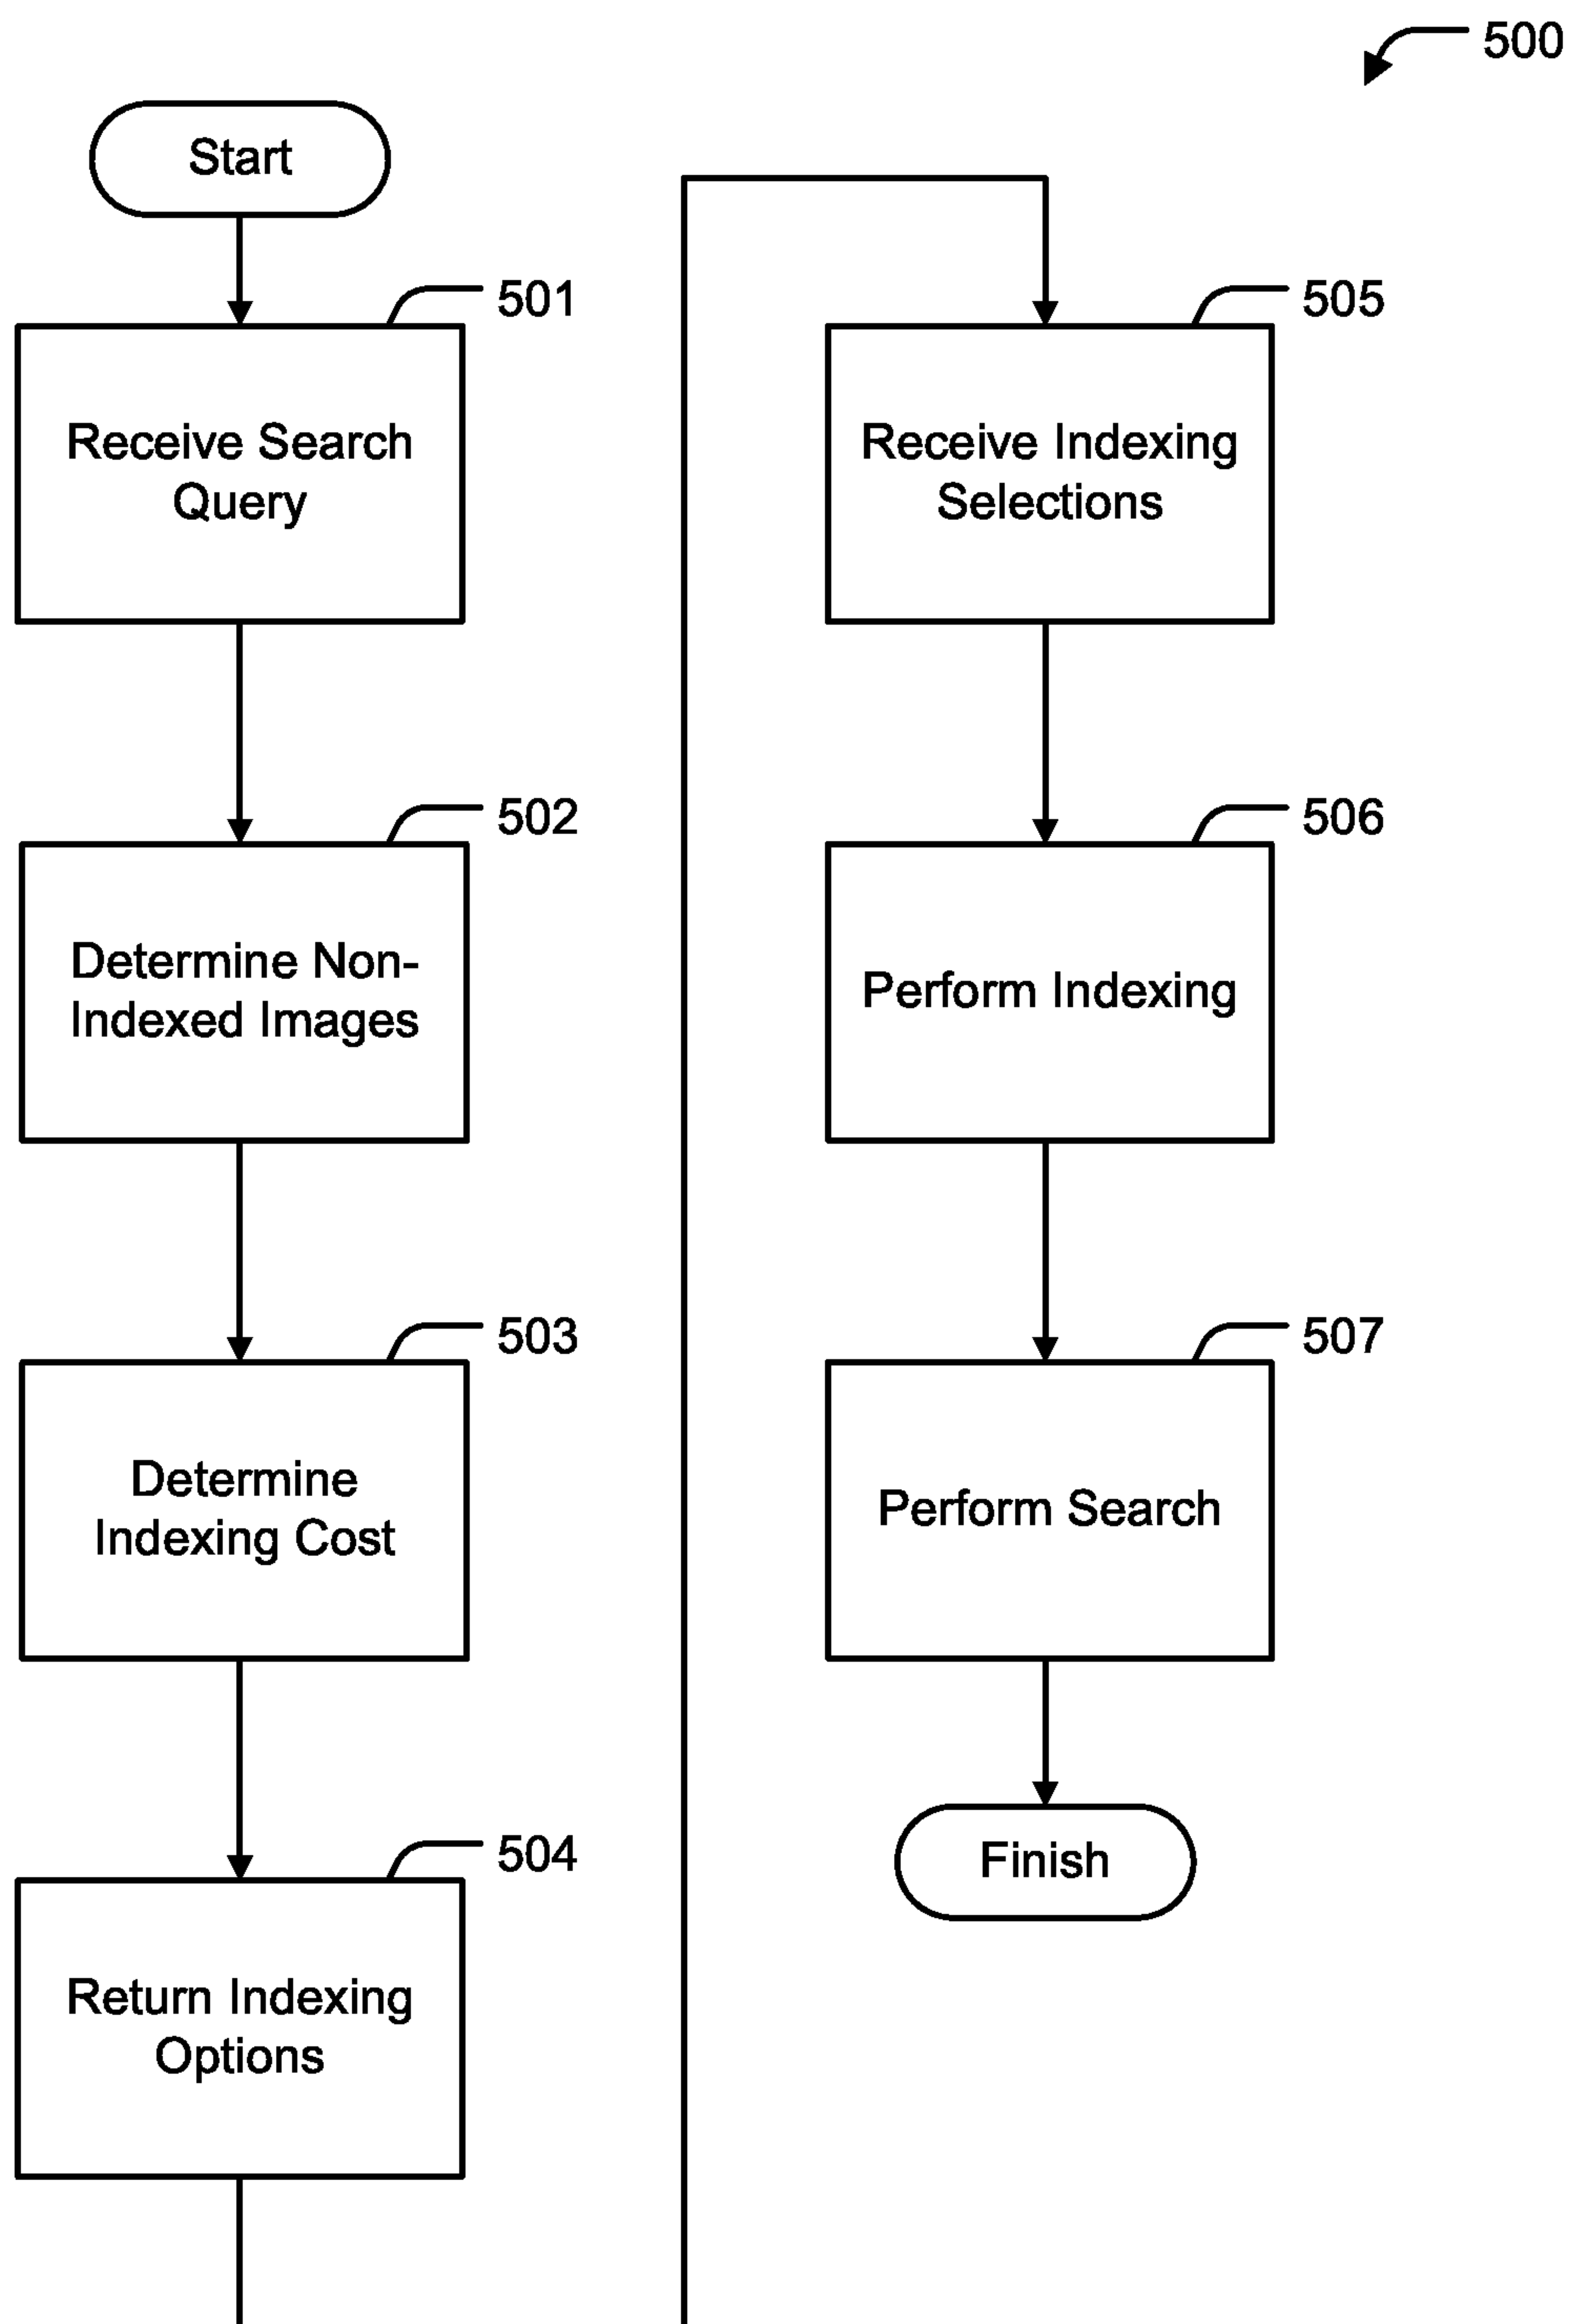 500
Start
501
Receive Search
Query
502
Determine Non-
Indexed Images
503
Determine
Indexing Cost
504
Return Indexing
Options
505
Receive Indexing
Selections
506
Perform Indexing
507
Perform Search
Finish